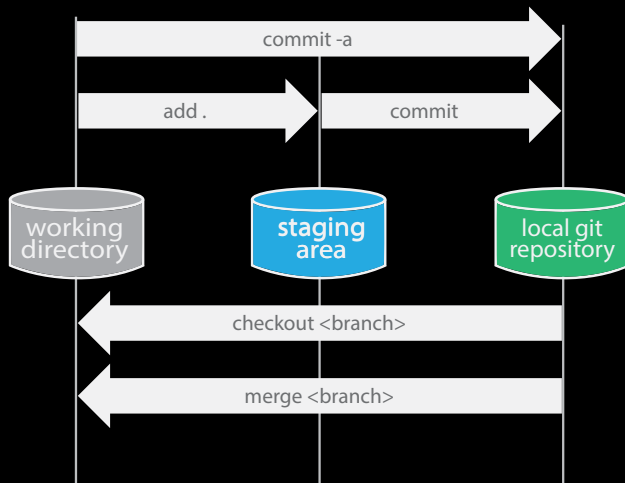 commit -a
add .
commit
working
directory
staging
area
local git
repository
checkout <branch>
merge <branch>